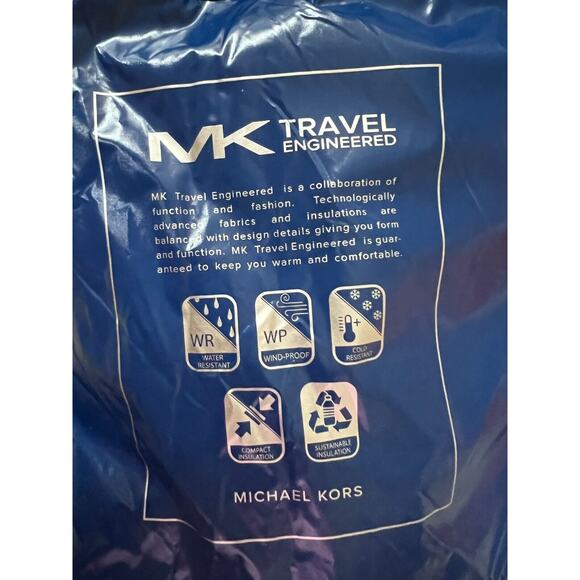 MK TRAVEL
ENGINEERED
MK Travel Engineered is a collaboration of
function and fashion. Technologically
advanced fabrics and insulations are
balanced with design details giving you form
and function. MK Travel Engineered is guar-
anteed to keep you warm and comfortable.
WR
WATER
RESISTANT
WP
WIND-PROOF
COLD
RESISTANT
COMPACT
INSULATION
SUSTAINABLE
INSULATION
MICHAEL KORS